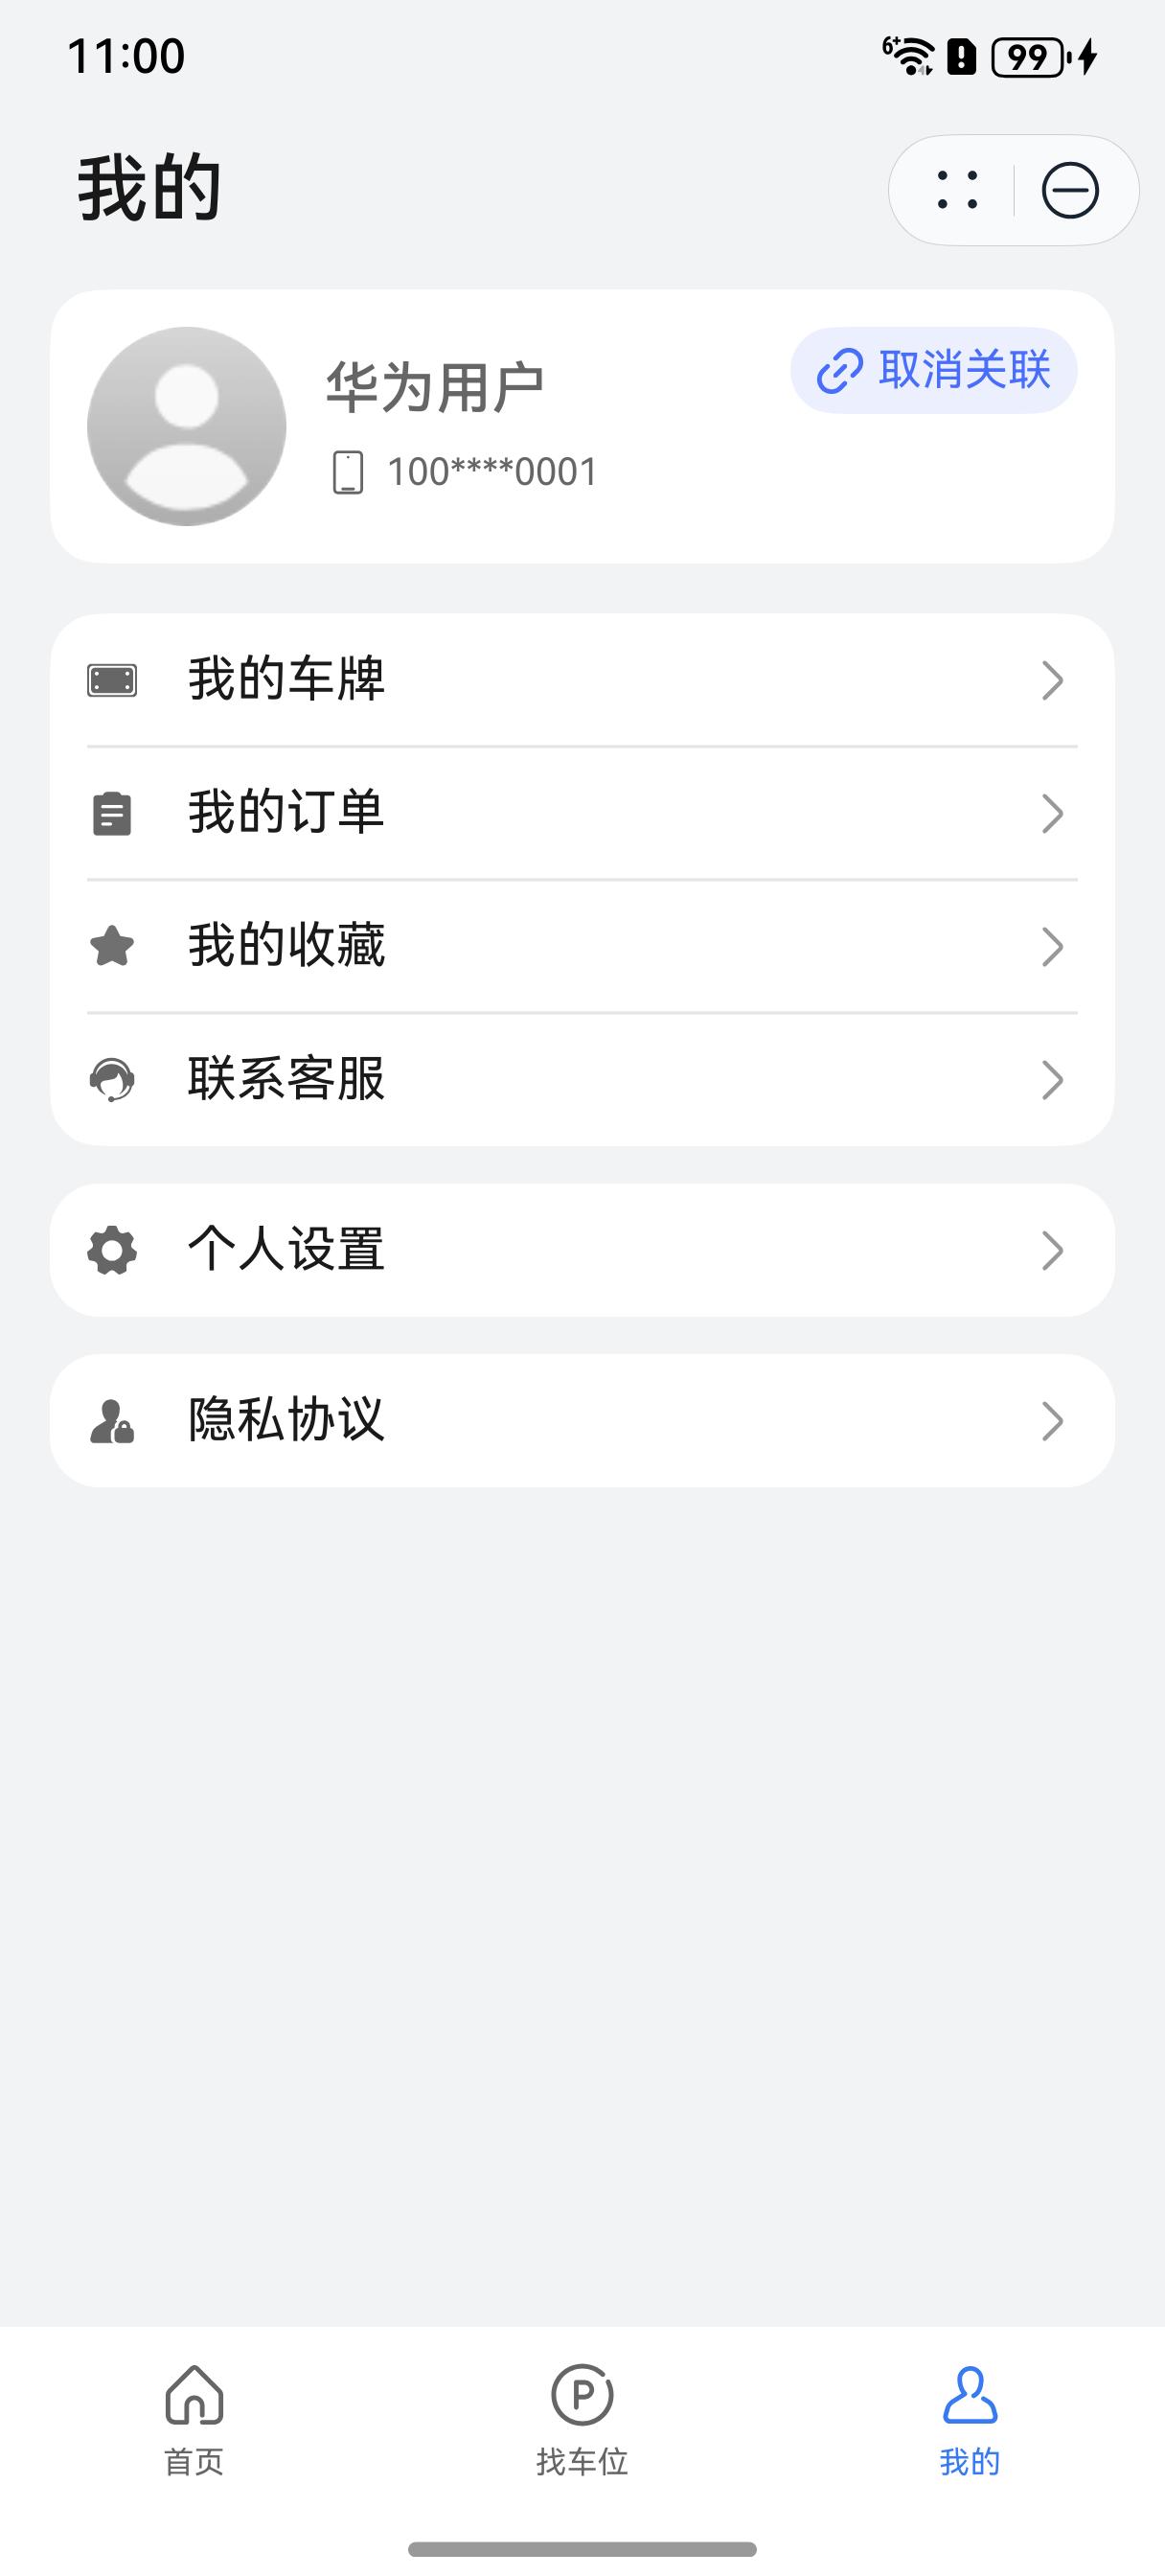 11:00
6+
99
我的
华为用户
取消关联
100****0001
我的车牌
我的订单
我的收藏
联系客服
个人设置
隐私协议
P
首页
找车位
我的